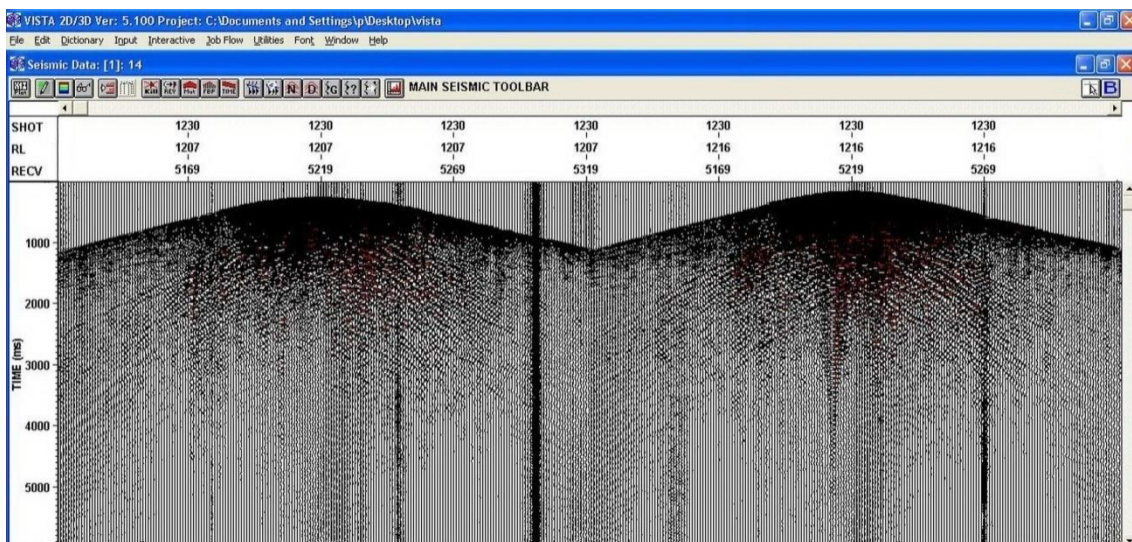 VISTA 2D/3D Ver: 5.100 Project: C:\Documents and Settings\p\Desktop\vista
File Edit Dictionary Input Interactive Job Flow Utilities Font Window Help
Seismic Data: [1]: 14
MAIN SEISMIC TOOLBAR
SHOT 1230 1230 1230 1230 1230 1230 1230
RL 1207 1207 1207 1207 1216 1216 1216
RECV 5169 5219 5269 5319 5169 5219 5269
TIME (ms)
1000
2000
3000
4000
5000